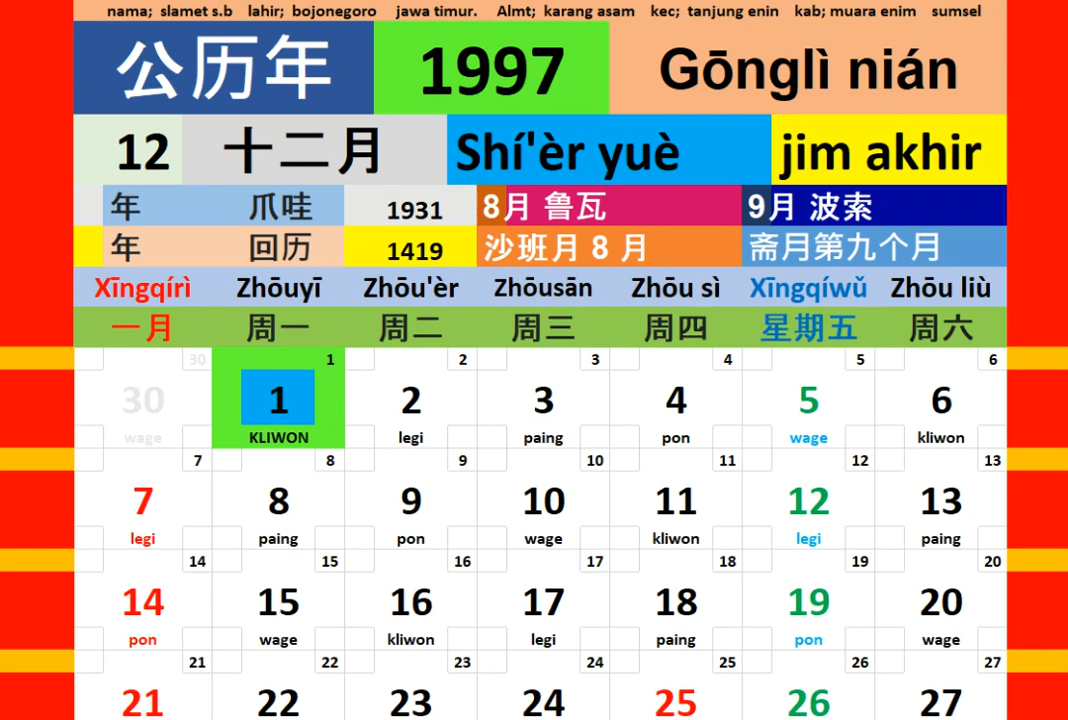 nama; slamet s.b lahir; bojonegoro jawa timur. Almt; karang asam kec; tanjung enin kab; muara enim sumsel
公历年 1997 Gōnglì nián
12 十二月 Shí'èr yuè jim akhir
年 爪哇 1931 8月 鲁瓦 9月 波索
年 回历 1419 沙班月 8 月 斋月第九个月
Xīngqírì Zhōuyī Zhōu'èr Zhōusān Zhōu sì Xīngqíwǔ Zhōu liù
一月 周一 周二 周三 周四 星期五 周六
30 1 2 3 4 5 6
30 1 2 3 4 5 6
wage KLIWON legi paing pon wage kliwon
7 8 9 10 11 12 13
7 8 9 10 11 12 13
legi paing pon wage kliwon legi paing
14 15 16 17 18 19 20
14 15 16 17 18 19 20
pon wage kliwon legi paing pon wage
21 22 23 24 25 26 27
21 22 23 24 25 26 27